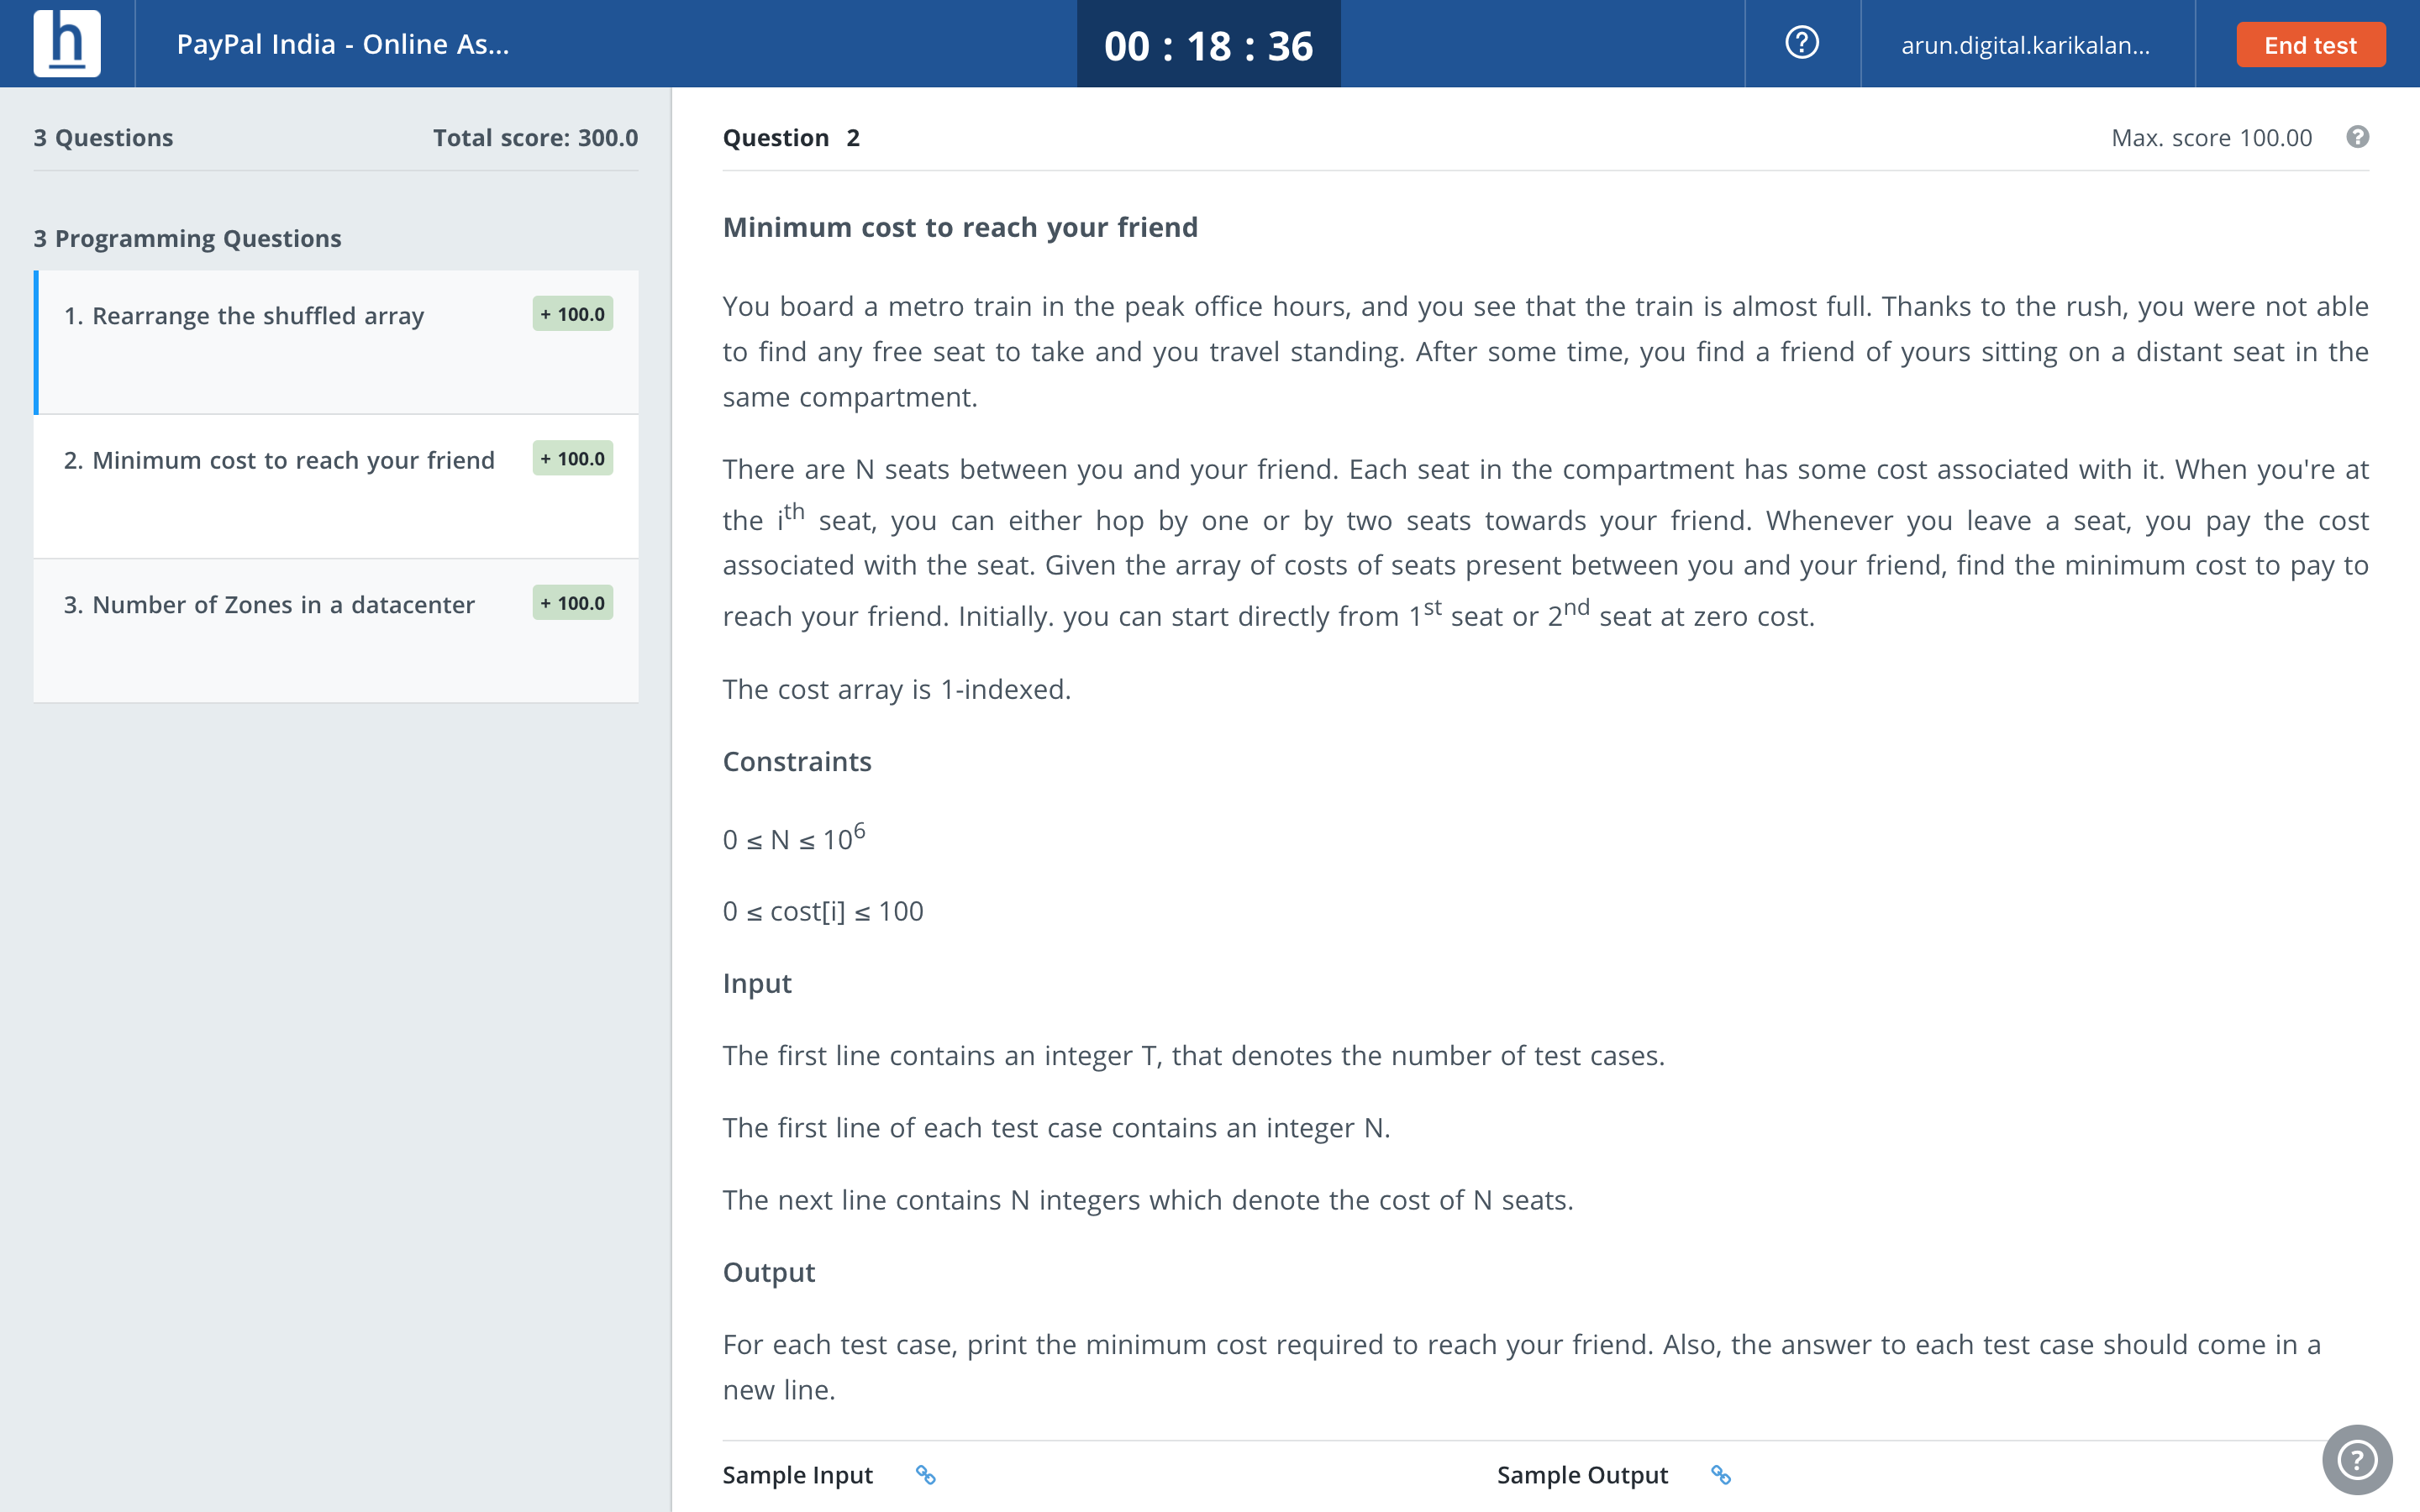 h
PayPal India - Online As...
00 : 18 : 36
?
arun.digital.karikalan...
End test
3 Questions
Total score: 300.0
3 Programming Questions
1. Rearrange the shuffled array
+ 100.0
2. Minimum cost to reach your friend
+ 100.0
3. Number of Zones in a datacenter
+ 100.0
Question 2
Max. score 100.00
?
Minimum cost to reach your friend
You board a metro train in the peak office hours, and you see that the train is almost full. Thanks to the rush, you were not able
to find any free seat to take and you travel standing. After some time, you find a friend of yours sitting on a distant seat in the
same compartment.
There are N seats between you and your friend. Each seat in the compartment has some cost associated with it. When you're at
the ith seat, you can either hop by one or by two seats towards your friend. Whenever you leave a seat, you pay the cost
associated with the seat. Given the array of costs of seats present between you and your friend, find the minimum cost to pay to
reach your friend. Initially. you can start directly from 1st seat or 2nd seat at zero cost.
The cost array is 1-indexed.
Constraints
0 ≤ N ≤ 10^6
0 ≤ cost[i] ≤ 100
Input
The first line contains an integer T, that denotes the number of test cases.
The first line of each test case contains an integer N.
The next line contains N integers which denote the cost of N seats.
Output
For each test case, print the minimum cost required to reach your friend. Also, the answer to each test case should come in a
new line.
Sample Input
Sample Output
?